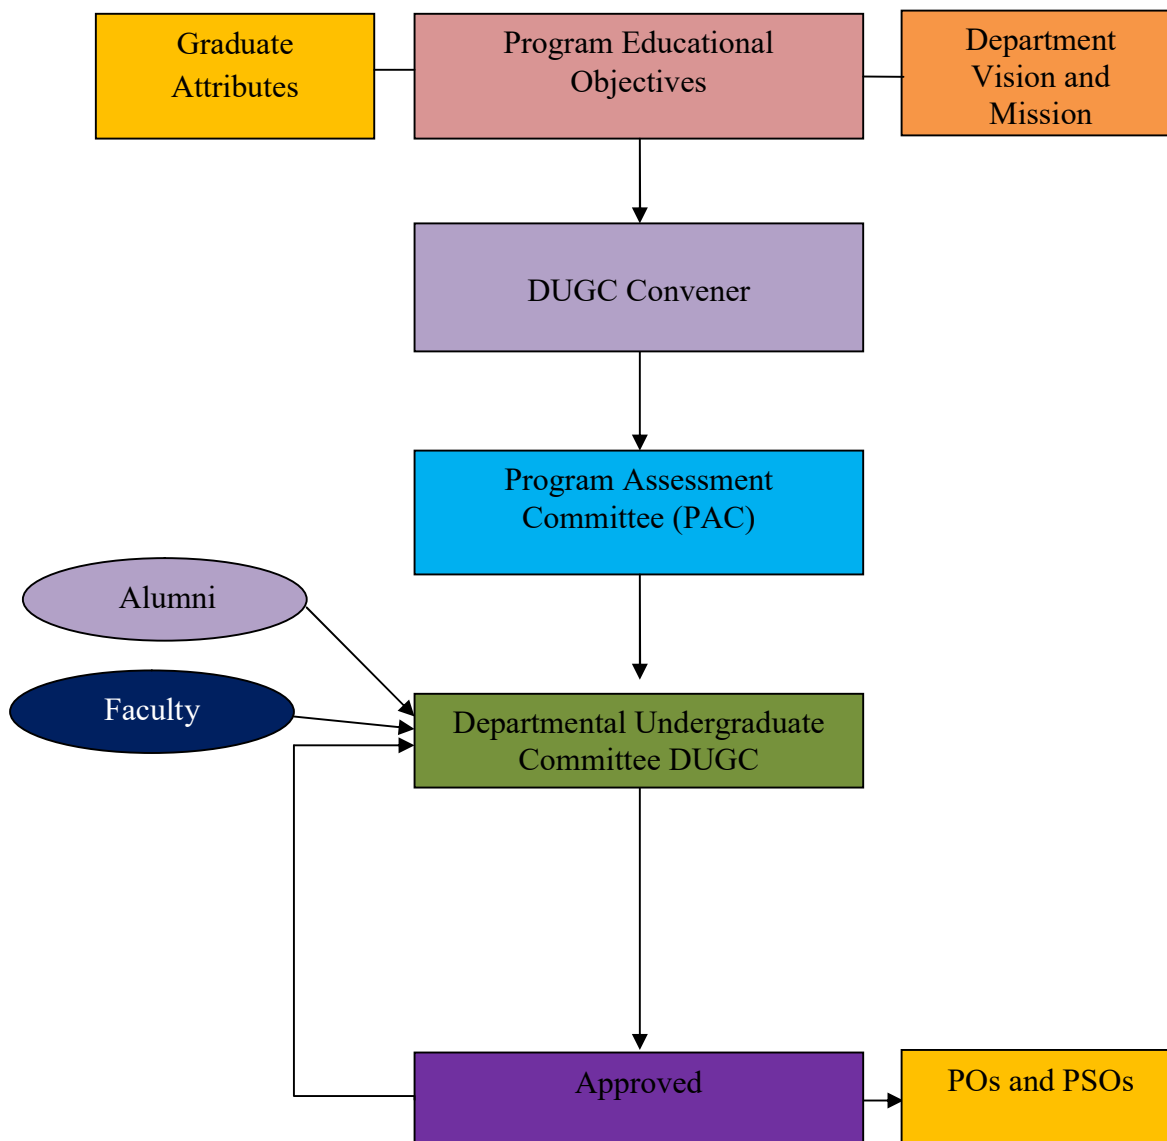 Graduate
Attributes
Program Educational
Objectives
Department
Vision and
Mission
DUGC Convener
Program Assessment
Committee (PAC)
Alumni
Faculty
Departmental Undergraduate
Committee DUGC
Approved
POs and PSOs